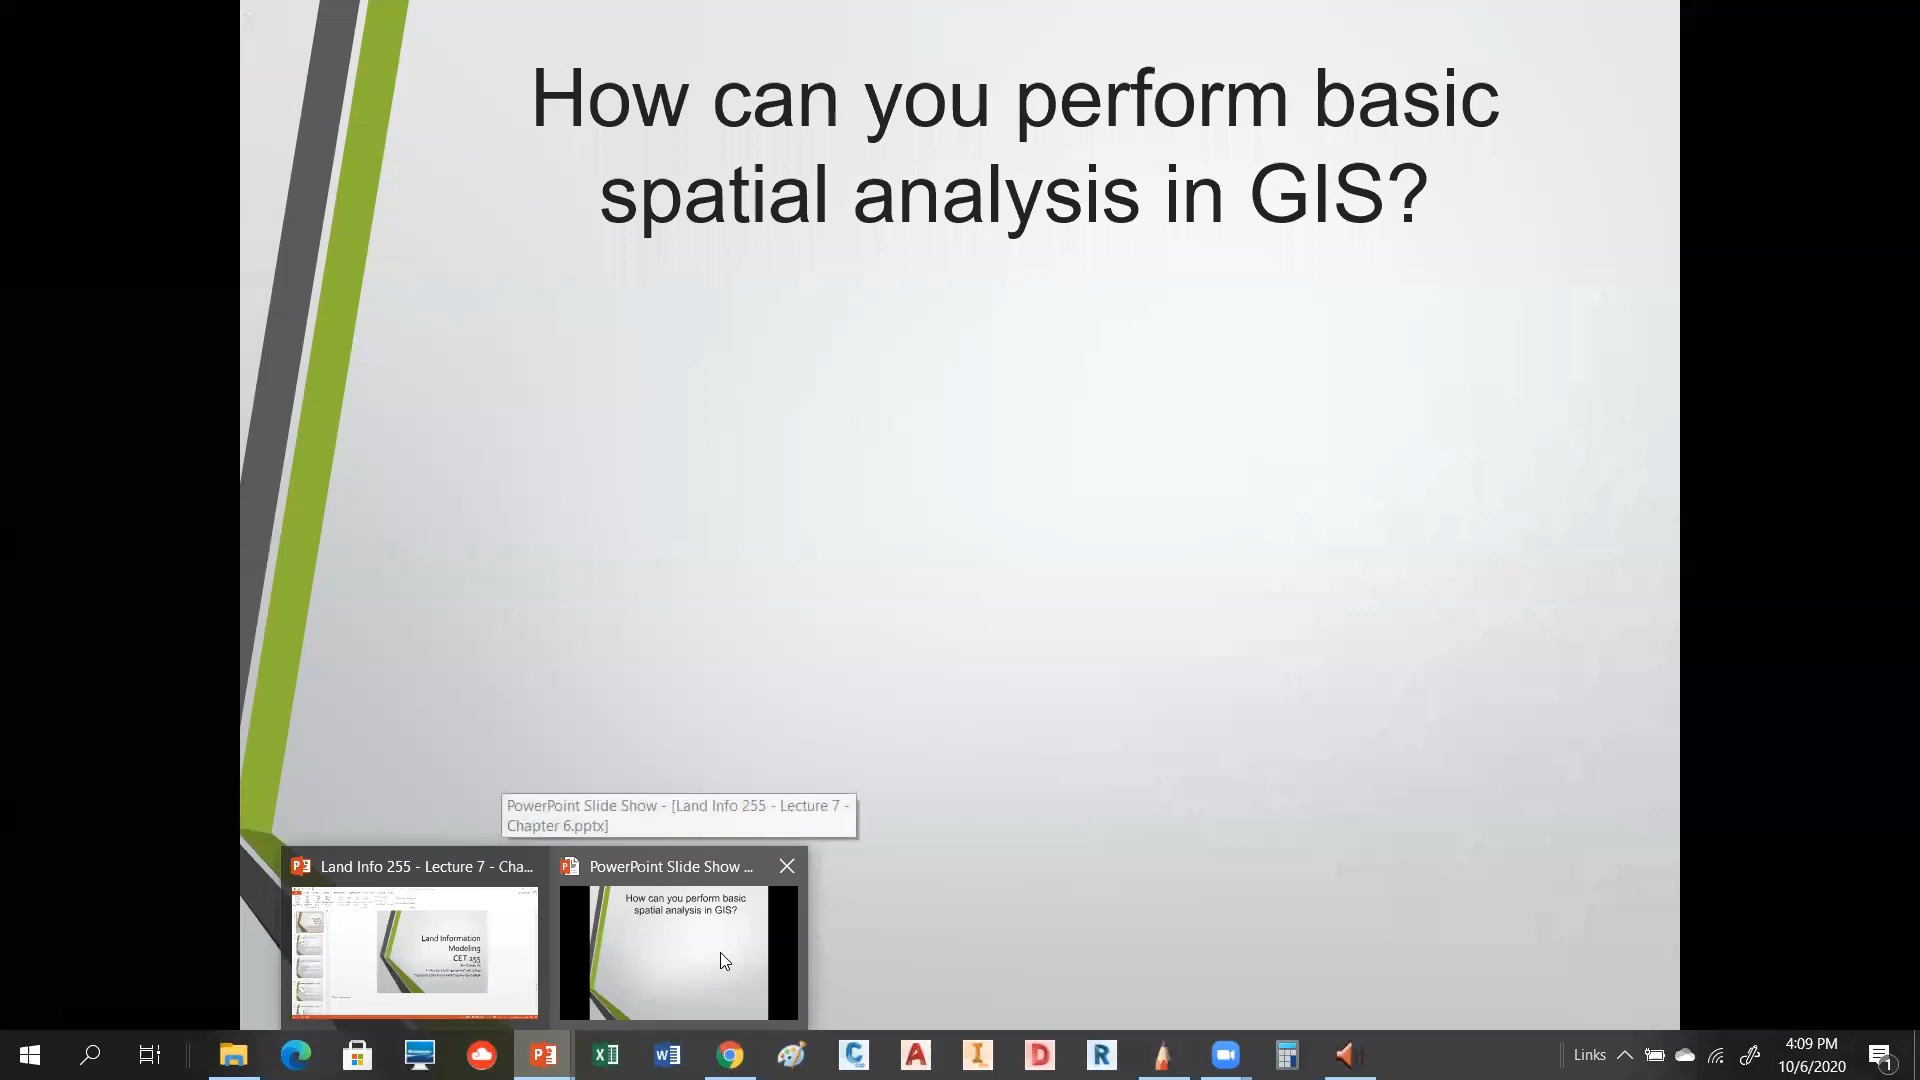 How can you perform basic
spatial analysis in GIS?
PowerPoint Slide Show - [Land Info 255 - Lecture 7 -
Chapter 6.pptx]
Land Info 255 - Lecture 7 - Cha...
PowerPoint Slide Show ...
Land Information
Modeling
CET 255
How can you perform basic
spatial analysis in GIS?
Links
4:09 PM
10/6/2020
1